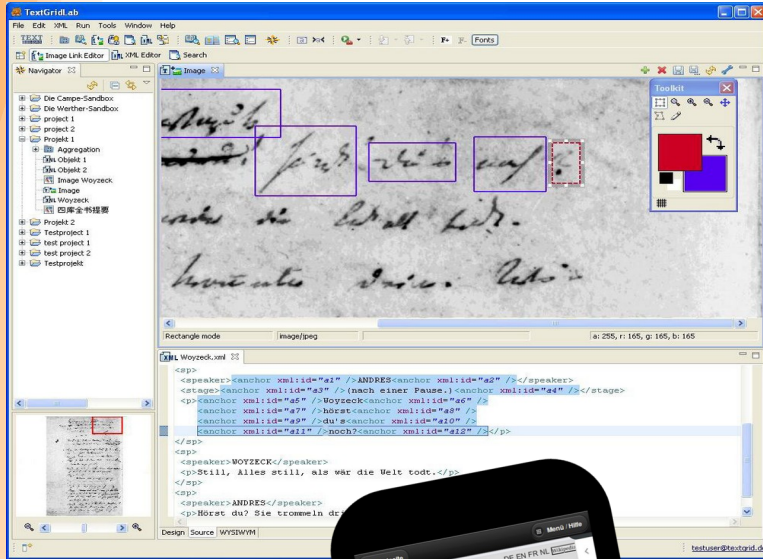 TextGridLab
File Edit XML Run Tools Window Help
TEXT
F+ F- Fonts
Image Link Editor XML Editor Search
Navigator
Die Campe-Sandbox
Die Werther-Sandbox
project 1
project 2
Projekt 1
Aggregation
Objekt 1
Objekt 2
Image Woyzeck
Image
Woyzeck
四库全书提要
Projekt 2
Testproject 1
test project 1
test project 2
Testprojekt
Image
Toolkit
Rectangle mode image/jpeg a: 255, r: 165, g: 165, b: 165
Woyzeck.xml
<sp>
<speaker><anchor xml:id="a1" />ANDRES<anchor xml:id="a2" /></speaker>
<stage><anchor xml:id="a3" />(nach einer Pause.)<anchor xml:id="a4" /></stage>
<p><anchor xml:id="a5" />Woyzeck<anchor xml:id="a6" />
<anchor xml:id="a7" />hörst<anchor xml:id="a8" />
<anchor xml:id="a9" />du's<anchor xml:id="a10" />
<anchor xml:id="a11" />noch?<anchor xml:id="a12" /></p>
</sp>
<sp>
<speaker>WOYZECK</speaker>
<p>Still, Alles still, als wär die Welt todt.</p>
</sp>
<sp>
<speaker>ANDRES</speaker>
<p>Hörst du? Sie trommeln
Design Source WYSIWYM
testuser@textgrid.d
Menü / Hilfe
DE EN FR NL